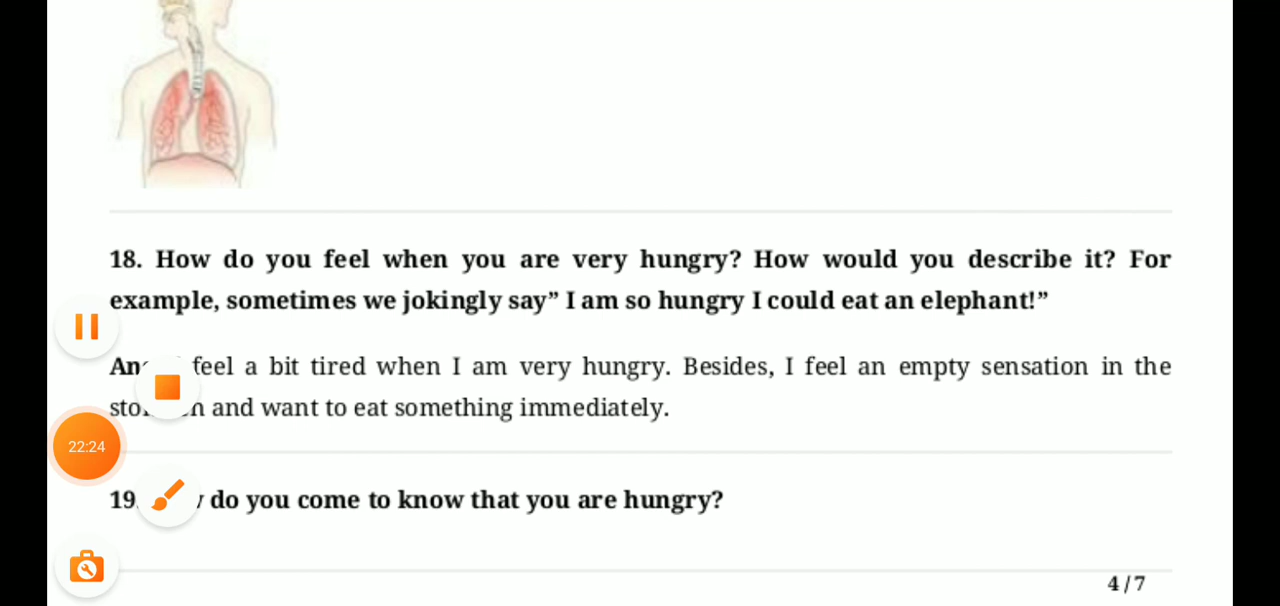 18. How do you feel when you are very hungry? How would you describe it? For
example, sometimes we jokingly say” I am so hungry I could eat an elephant!”
feel a bit tired when I am very hungry. Besides, I feel an empty sensation in the
and want to eat something immediately.
22:24
19. do you come to know that you are hungry?
4 / 7